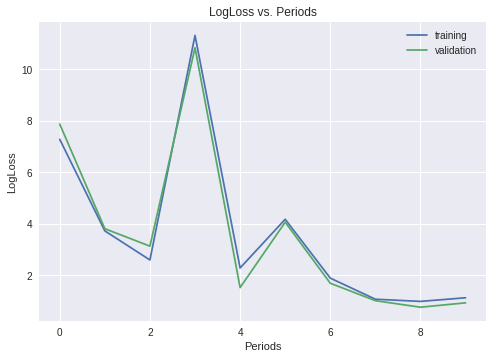 LogLoss vs. Periods
training
validation
LogLoss
10
8
6
4
2
0 2 4 6 8
Periods